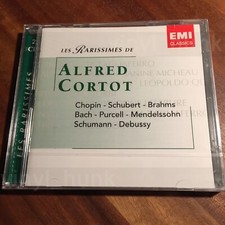 EMI
CLASSICS
LES RARISSIMES DE
ALFRED
CORTOT
Chopin - Schubert - Brahms
Bach - Purcell - Mendelssohn
Schumann - Debussy
LES RARISSIMES